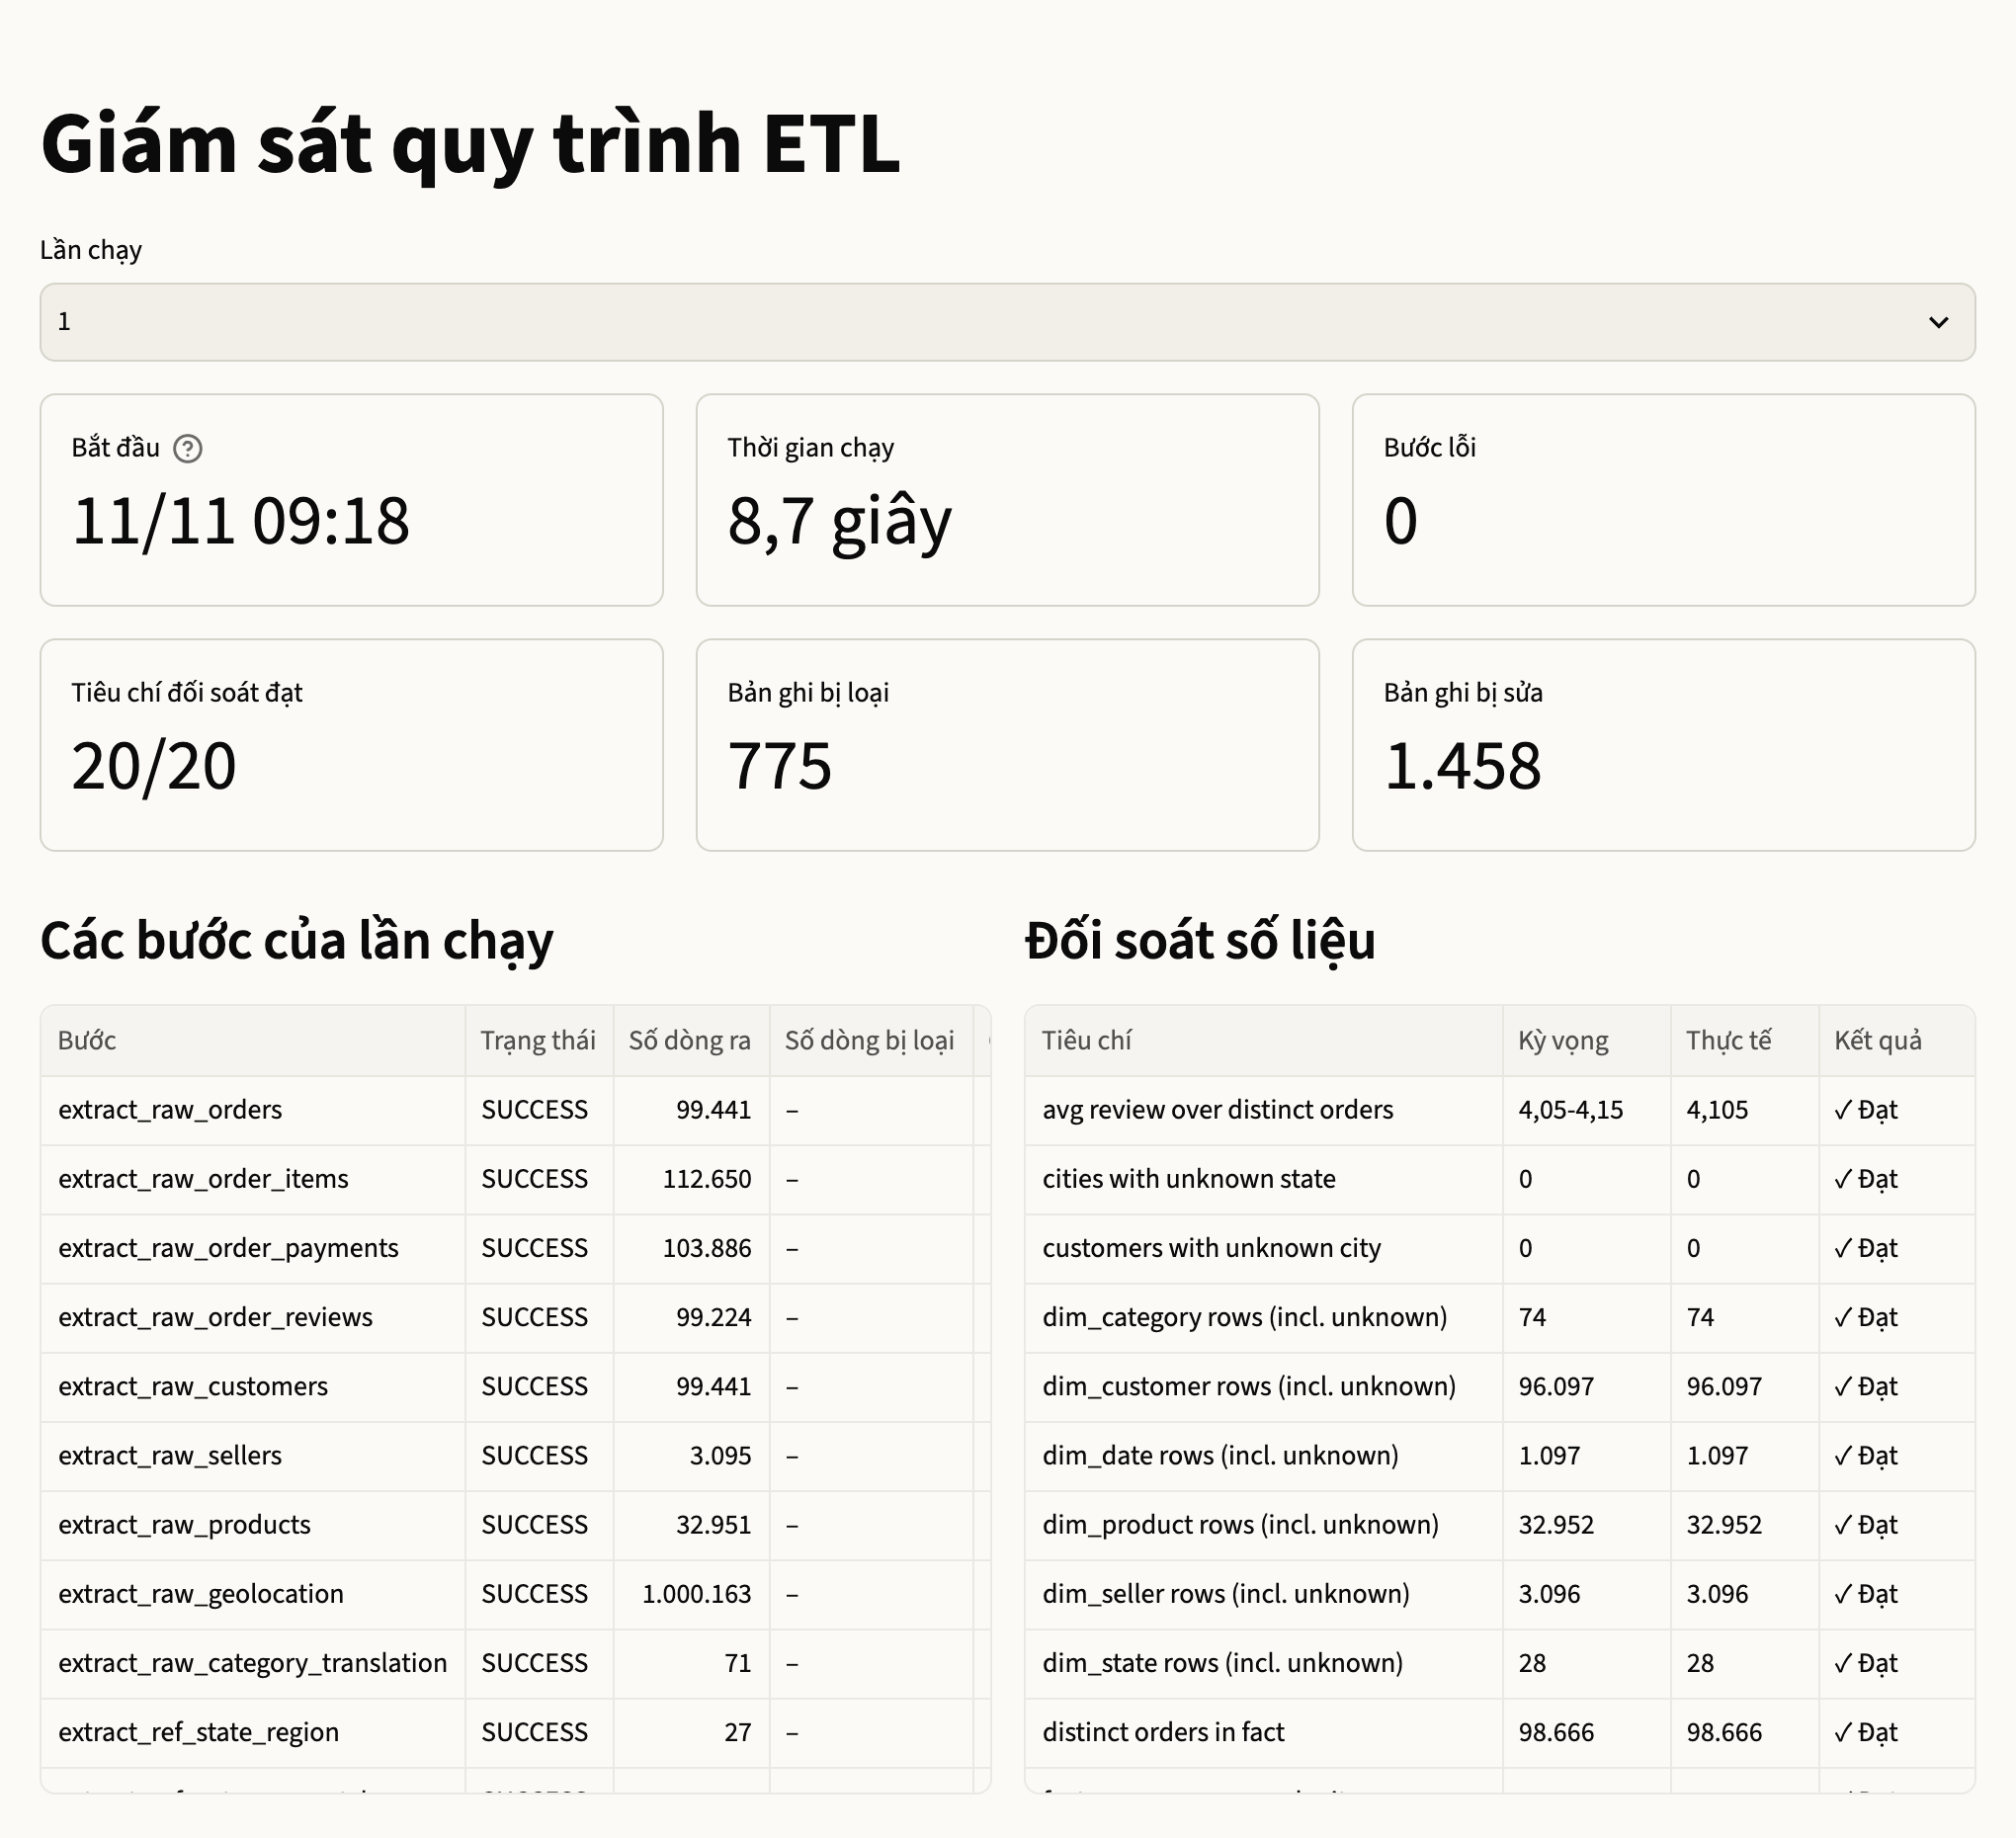 Giám sát quy trình ETL
Lần chạy
1
Bắt đầu
11/11 09:18
Thời gian chạy
8,7 giây
Bước lỗi
0
Tiêu chí đối soát đạt
20/20
Bản ghi bị loại
775
Bản ghi bị sửa
1.458
Các bước của lần chạy
Bước Trạng thái Số dòng ra Số dòng bị loại
extract_raw_orders SUCCESS 99.441 –
extract_raw_order_items SUCCESS 112.650 –
extract_raw_order_payments SUCCESS 103.886 –
extract_raw_order_reviews SUCCESS 99.224 –
extract_raw_customers SUCCESS 99.441 –
extract_raw_sellers SUCCESS 3.095 –
extract_raw_products SUCCESS 32.951 –
extract_raw_geolocation SUCCESS 1.000.163 –
extract_raw_category_translation SUCCESS 71 –
extract_ref_state_region SUCCESS 27 –
Đối soát số liệu
Tiêu chí Kỳ vọng Thực tế Kết quả
avg review over distinct orders 4,05-4,15 4,105 ✓ Đạt
cities with unknown state 0 0 ✓ Đạt
customers with unknown city 0 0 ✓ Đạt
dim_category rows (incl. unknown) 74 74 ✓ Đạt
dim_customer rows (incl. unknown) 96.097 96.097 ✓ Đạt
dim_date rows (incl. unknown) 1.097 1.097 ✓ Đạt
dim_product rows (incl. unknown) 32.952 32.952 ✓ Đạt
dim_seller rows (incl. unknown) 3.096 3.096 ✓ Đạt
dim_state rows (incl. unknown) 28 28 ✓ Đạt
distinct orders in fact 98.666 98.666 ✓ Đạt